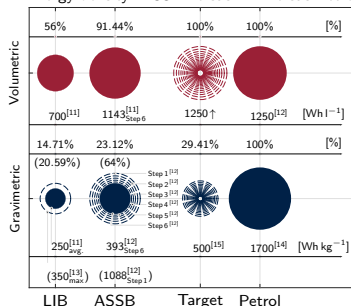 56% 91.44% 100% 100% [%]
Volumetric
700[11] 1143[11] Step 6 1250↑ 1250[12] [Wh l−1]
14.71% 23.12% 29.41% 100% [%]
(20.59%) (64%)
Gravimetric
Step 1[12]
Step 2[12]
Step 3[12]
Step 4[12]
Step 5[12]
Step 6[12]
250[11] avg. 393[12] Step 6 500[15] 1700[14] [Wh kg−1]
LIB ASSB Target Petrol
(350[13] max) (1088[12] Step 1)